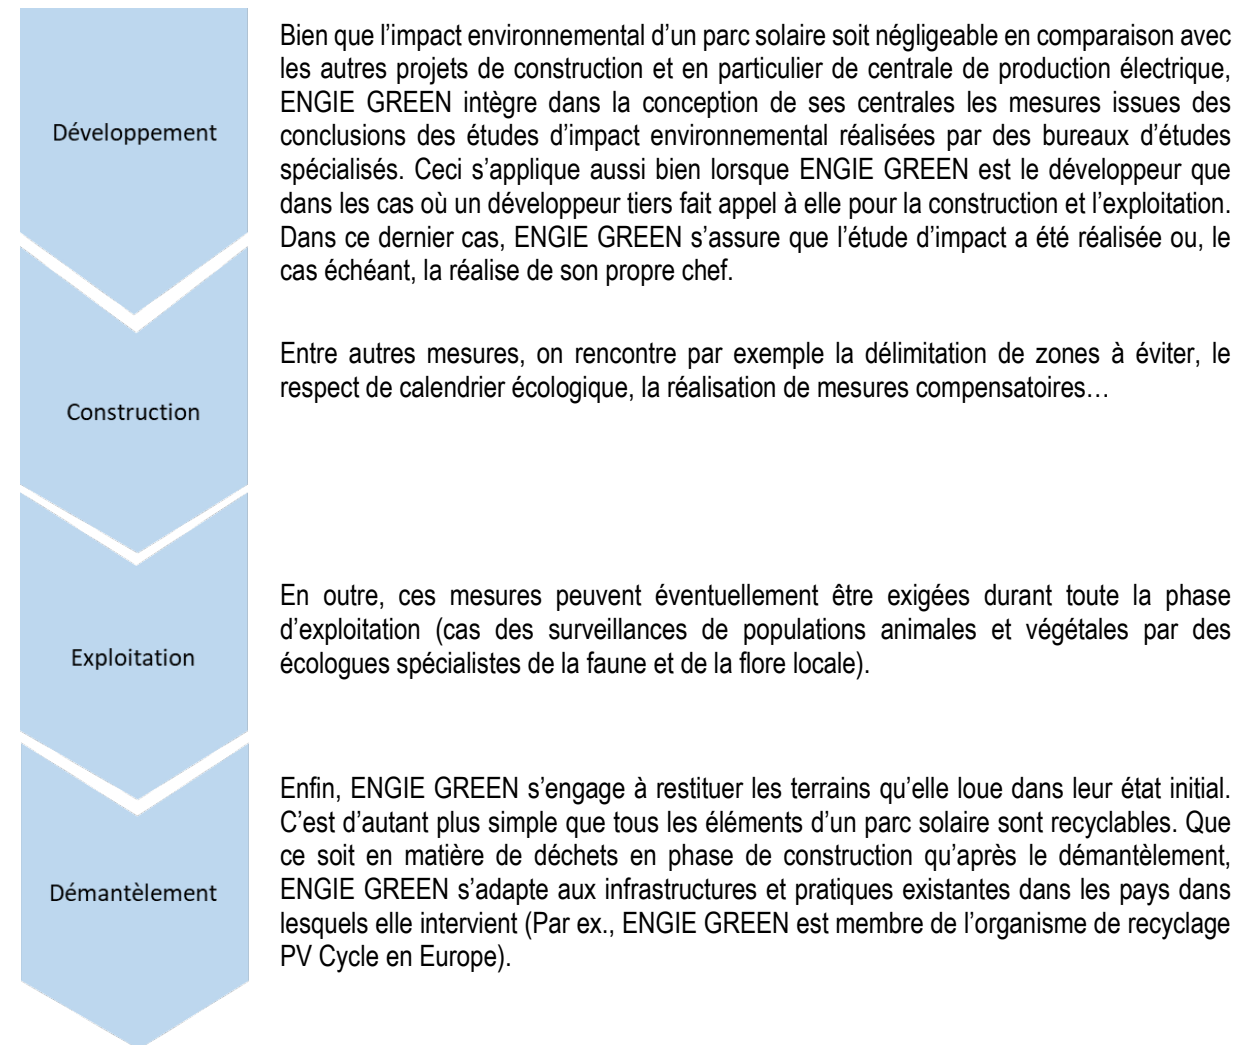 Développement
Bien que l’impact environnemental d’un parc solaire soit négligeable en comparaison avec
les autres projets de construction et en particulier de centrale de production électrique,
ENGIE GREEN intègre dans la conception de ses centrales les mesures issues des
conclusions des études d’impact environnemental réalisées par des bureaux d’études
spécialisés. Ceci s’applique aussi bien lorsque ENGIE GREEN est le développeur que
dans les cas où un développeur tiers fait appel à elle pour la construction et l’exploitation.
Dans ce dernier cas, ENGIE GREEN s’assure que l’étude d’impact a été réalisée ou, le
cas échéant, la réalise de son propre chef.
Construction
Entre autres mesures, on rencontre par exemple la délimitation de zones à éviter, le
respect de calendrier écologique, la réalisation de mesures compensatoires…
Exploitation
En outre, ces mesures peuvent éventuellement être exigées durant toute la phase
d’exploitation (cas des surveillances de populations animales et végétales par des
écologues spécialistes de la faune et de la flore locale).
Démantèlement
Enfin, ENGIE GREEN s’engage à restituer les terrains qu’elle loue dans leur état initial.
C’est d’autant plus simple que tous les éléments d’un parc solaire sont recyclables. Que
ce soit en matière de déchets en phase de construction qu’après le démantèlement,
ENGIE GREEN s’adapte aux infrastructures et pratiques existantes dans les pays dans
lesquels elle intervient (Par ex., ENGIE GREEN est membre de l’organisme de recyclage
PV Cycle en Europe).